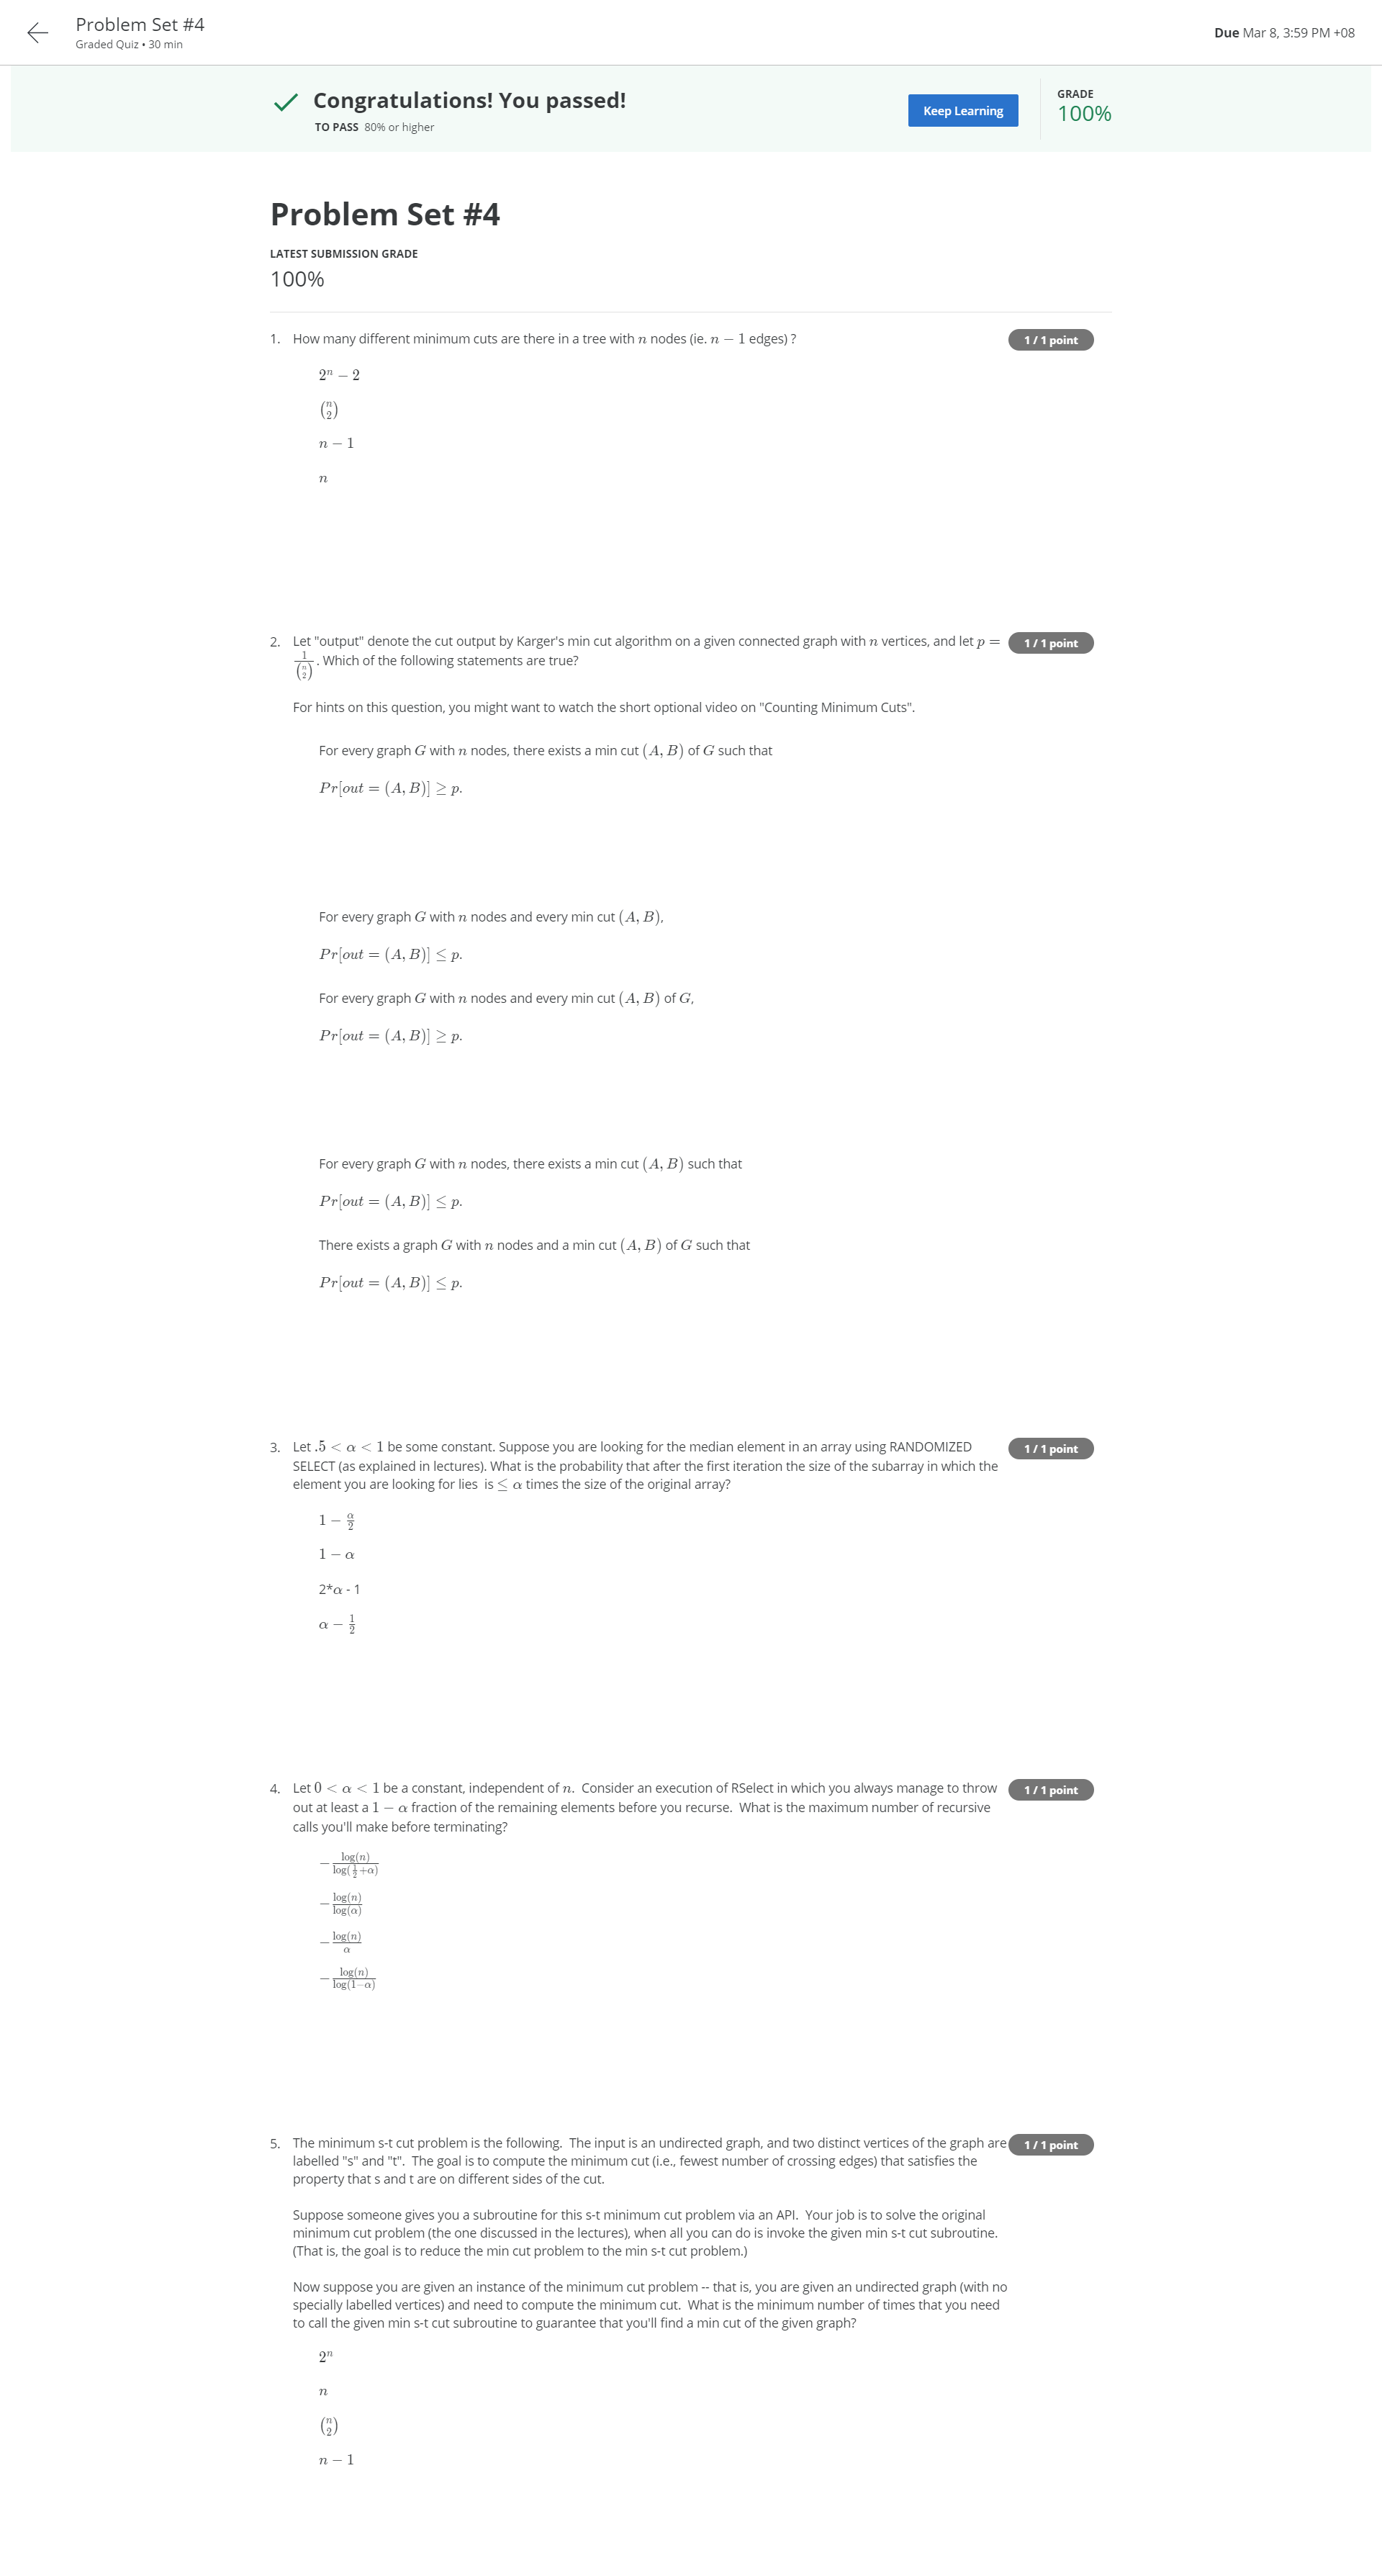 Problem Set #4
Graded Quiz • 30 min
Due Mar 8, 3:59 PM +08
Congratulations! You passed!
TO PASS 80% or higher
Keep Learning
GRADE
100%
Problem Set #4
LATEST SUBMISSION GRADE
100%
1. How many different minimum cuts are there in a tree with n nodes (ie. n − 1 edges) ?
1 / 1 point
2ⁿ − 2
\binom{n}{2}
n − 1
n
2. Let "output" denote the cut output by Karger's min cut algorithm on a given connected graph with n vertices, and let p =
1 / 1 point
\frac{1}{\binom{n}{2}}. Which of the following statements are true?
For hints on this question, you might want to watch the short optional video on "Counting Minimum Cuts".
For every graph G with n nodes, there exists a min cut (A, B) of G such that
Pr[out = (A, B)] ≥ p.
For every graph G with n nodes and every min cut (A, B),
Pr[out = (A, B)] ≤ p.
For every graph G with n nodes and every min cut (A, B) of G,
Pr[out = (A, B)] ≥ p.
For every graph G with n nodes, there exists a min cut (A, B) such that
Pr[out = (A, B)] ≤ p.
There exists a graph G with n nodes and a min cut (A, B) of G such that
Pr[out = (A, B)] ≤ p.
3. Let .5 < α < 1 be some constant. Suppose you are looking for the median element in an array using RANDOMIZED
1 / 1 point
SELECT (as explained in lectures). What is the probability that after the first iteration the size of the subarray in which the
element you are looking for lies is ≤ α times the size of the original array?
1 − \frac{α}{2}
1 − α
2*α - 1
α − \frac{1}{2}
4. Let 0 < α < 1 be a constant, independent of n. Consider an execution of RSelect in which you always manage to throw
1 / 1 point
out at least a 1 − α fraction of the remaining elements before you recurse. What is the maximum number of recursive
calls you'll make before terminating?
−\frac{log(n)}{log(\frac{1}{2}+α)}
−\frac{log(n)}{log(α)}
−\frac{log(n)}{α}
−\frac{log(n)}{log(1−α)}
5. The minimum s-t cut problem is the following. The input is an undirected graph, and two distinct vertices of the graph are
1 / 1 point
labelled "s" and "t". The goal is to compute the minimum cut (i.e., fewest number of crossing edges) that satisfies the
property that s and t are on different sides of the cut.
Suppose someone gives you a subroutine for this s-t minimum cut problem via an API. Your job is to solve the original
minimum cut problem (the one discussed in the lectures), when all you can do is invoke the given min s-t cut subroutine.
(That is, the goal is to reduce the min cut problem to the min s-t cut problem.)
Now suppose you are given an instance of the minimum cut problem -- that is, you are given an undirected graph (with no
specially labelled vertices) and need to compute the minimum cut. What is the minimum number of times that you need
to call the given min s-t cut subroutine to guarantee that you'll find a min cut of the given graph?
2ⁿ
n
\binom{n}{2}
n − 1